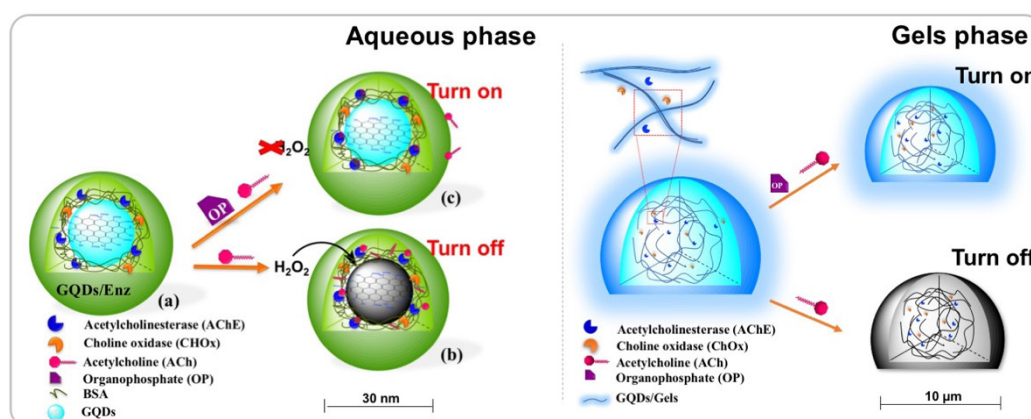 Aqueous phase
Turn on
H₂O₂
(c)
OP
Turn off
H₂O₂
GQDs/Enz
(a)
(b)
Acetylcholinesterase (AChE)
Choline oxidase (CHOx)
Acetylcholine (ACh)
Organophosphate (OP)
BSA
GQDs
30 nm
Gels phase
Turn on
OP
Turn off
Acetylcholinesterase (AChE)
Choline oxidase (ChOx)
Acetylcholine (ACh)
Organophosphate (OP)
GQDs/Gels
10 µm